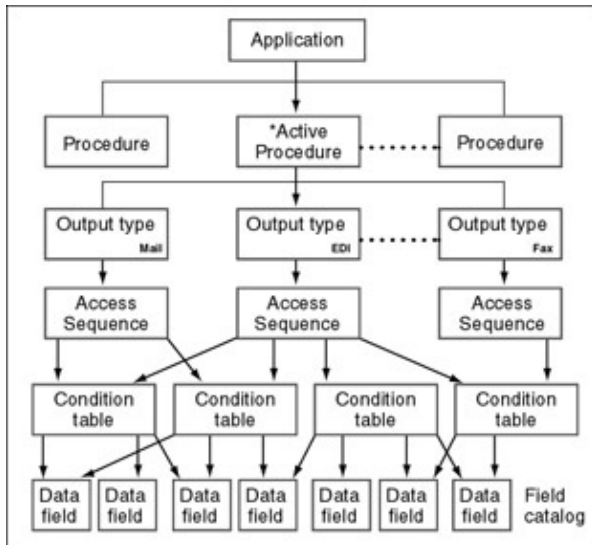 Application
Procedure
*Active
Procedure
Procedure
Output type
Mail
Output type
EDI
Output type
Fax
Access
Sequence
Access
Sequence
Access
Sequence
Condition
table
Condition
table
Condition
table
Condition
table
Data
field
Data
field
Data
field
Data
field
Data
field
Data
field
Data
field
Field
catalog